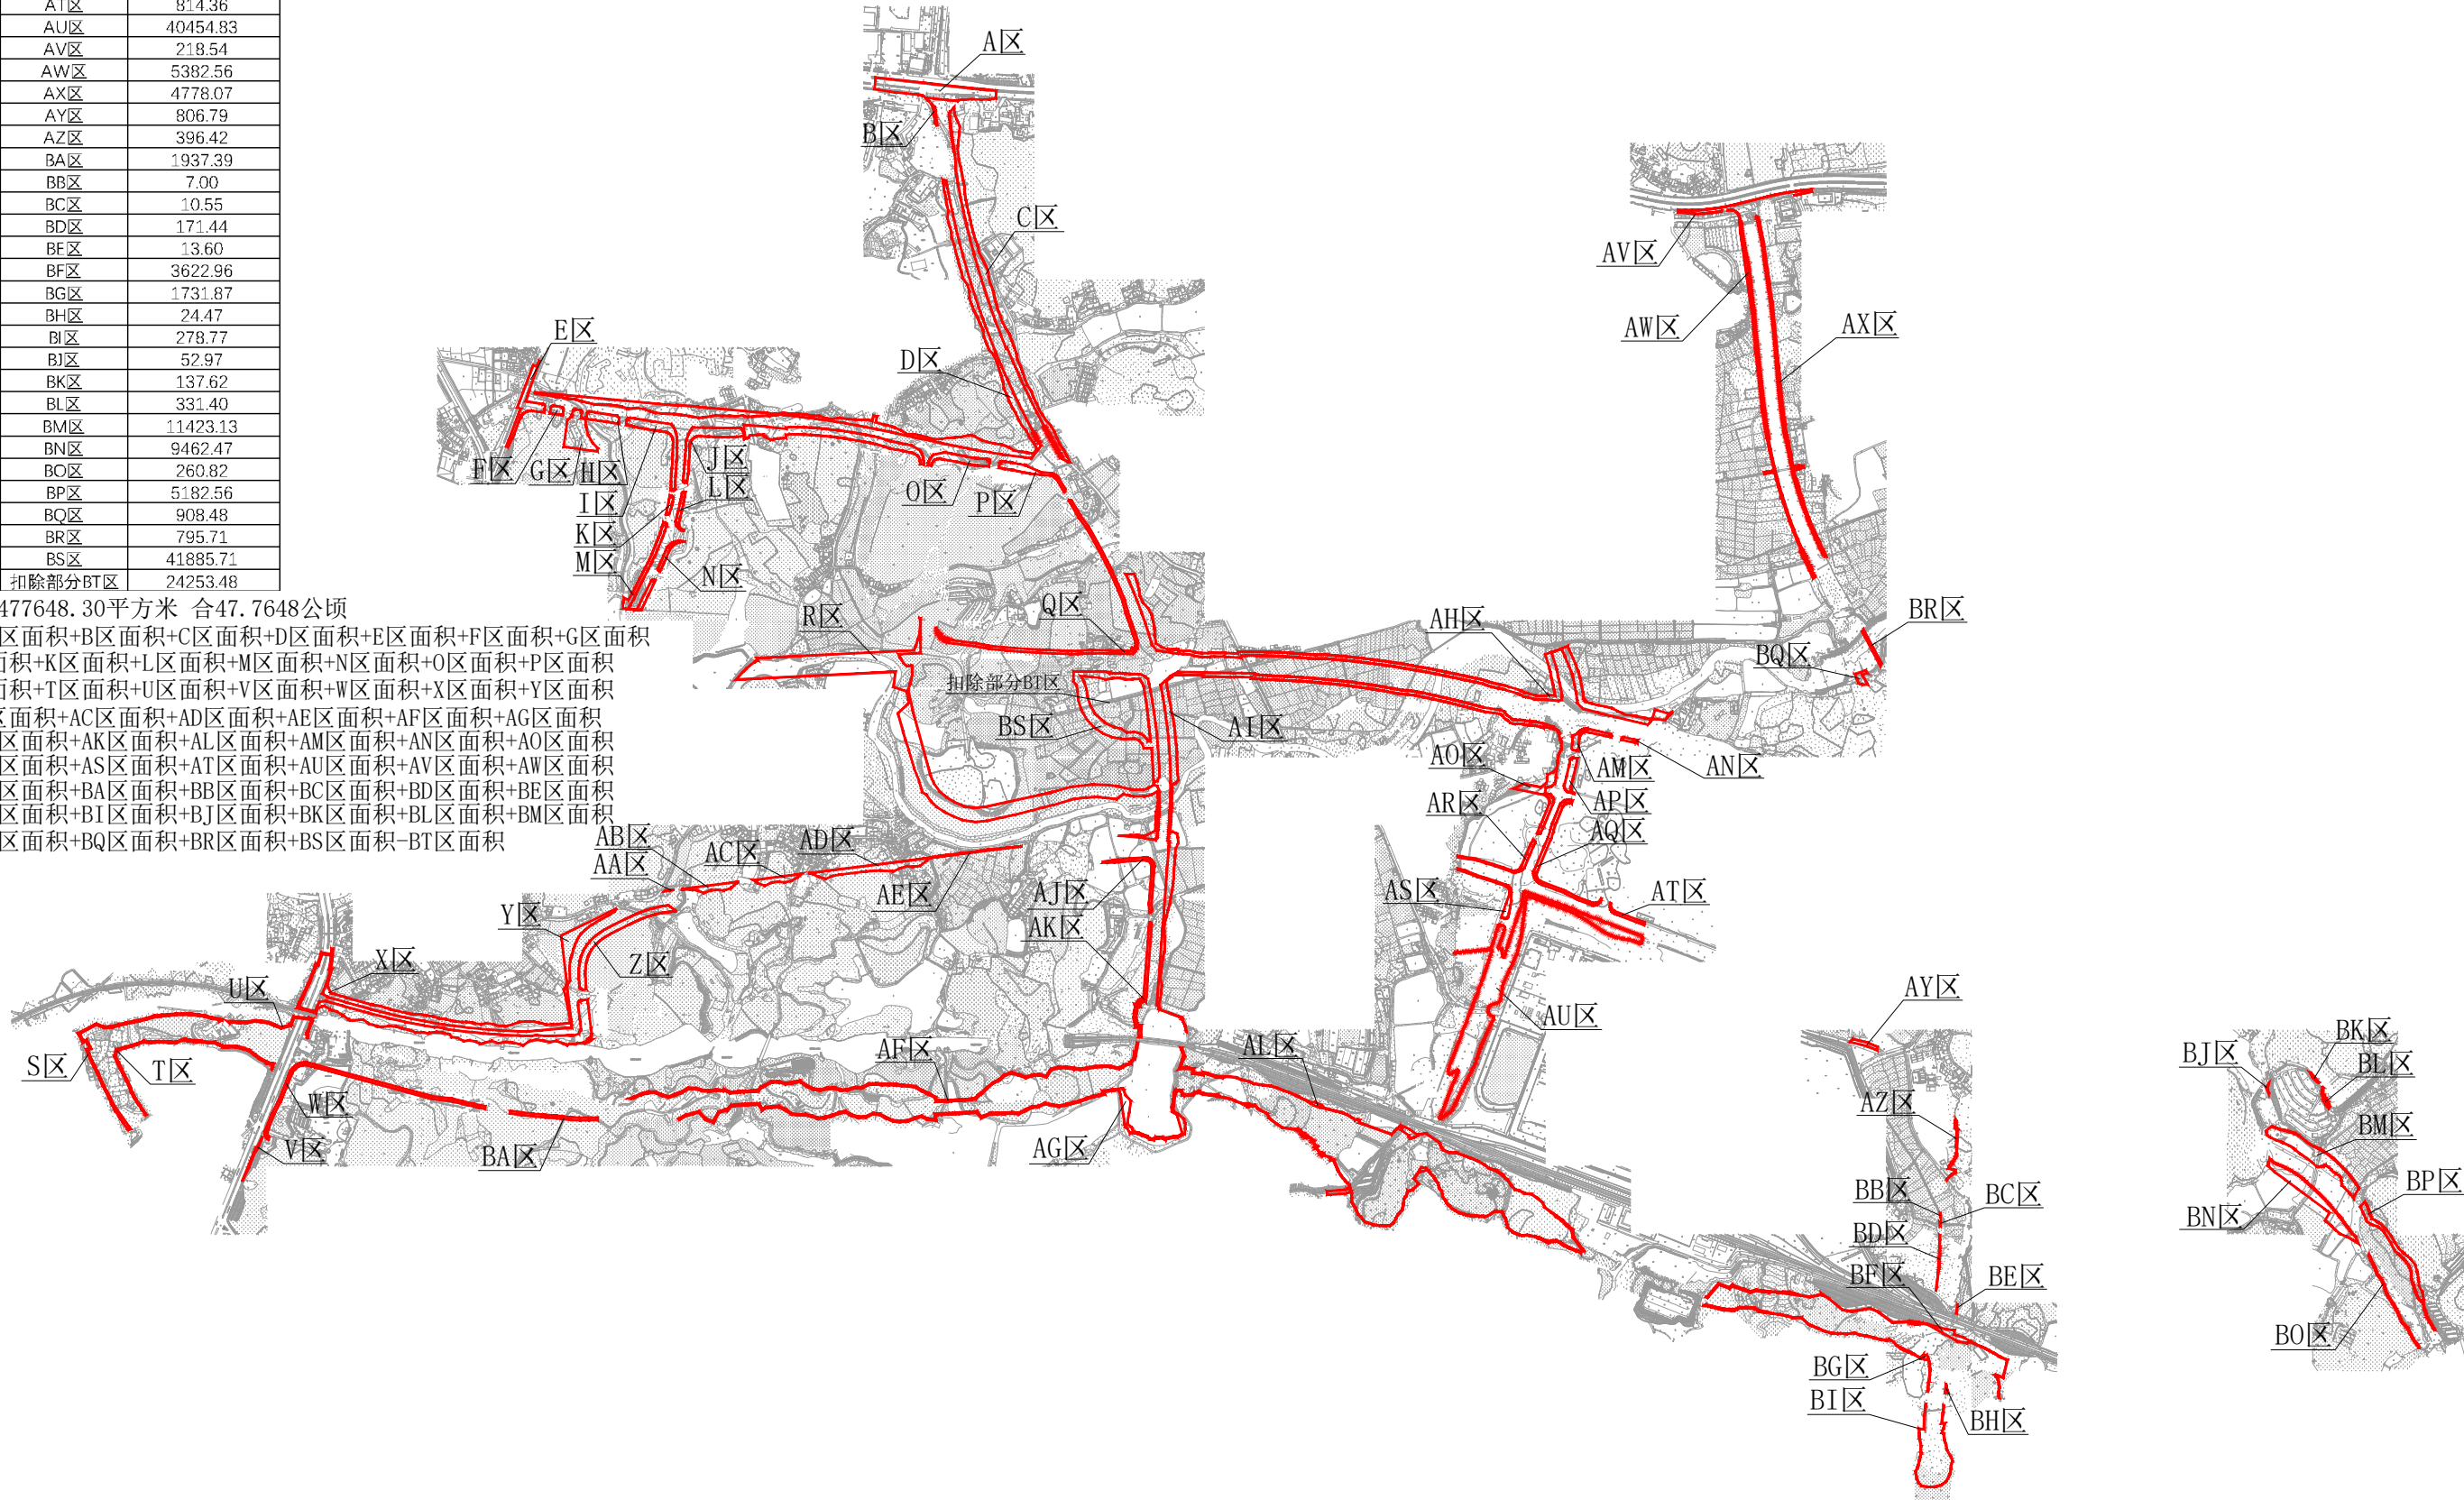 AT区 814.36
AU区 40454.83
AV区 218.54
AW区 5382.56
AX区 4778.07
AY区 806.79
AZ区 396.42
BA区 1937.39
BB区 7.00
BC区 10.55
BD区 171.44
BE区 13.60
BF区 3622.96
BG区 1731.87
BH区 24.47
BI区 278.77
BJ区 52.97
BK区 137.62
BL区 331.40
BM区 11423.13
BN区 9462.47
BO区 260.82
BP区 5182.56
BQ区 908.48
BR区 795.71
BS区 41885.71
扣除部分BT区 24253.48
477648.30平方米 合47.7648公顷
区面积+B区面积+C区面积+D区面积+E区面积+F区面积+G区面积
面积+K区面积+L区面积+M区面积+N区面积+O区面积+P区面积
面积+T区面积+U区面积+V区面积+W区面积+X区面积+Y区面积
区面积+AC区面积+AD区面积+AE区面积+AF区面积+AG区面积
区面积+AK区面积+AL区面积+AM区面积+AN区面积+AO区面积
区面积+AS区面积+AT区面积+AU区面积+AV区面积+AW区面积
区面积+BA区面积+BB区面积+BC区面积+BD区面积+BE区面积
区面积+BI区面积+BJ区面积+BK区面积+BL区面积+BM区面积
区面积+BQ区面积+BR区面积+BS区面积-BT区面积
A区
B区
C区
D区
E区
F区
G区
H区
I区
J区
L区
K区
M区
N区
O区
P区
Q区
R区
扣除部分BT区
BS区
AI区
AH区
AV区
AW区
AX区
BR区
BQ区
AO区
AM区
AN区
AR区
AP区
AQ区
AS区
AT区
AU区
AB区
AA区
AC区
AD区
AE区
AJ区
AK区
Y区
Z区
X区
U区
S区
T区
W区
V区
BA区
AF区
AG区
AL区
AY区
AZ区
BB区
BC区
BD区
BF区
BE区
BG区
BI区
BH区
BJ区
BK区
BL区
BM区
BP区
BN区
BO区